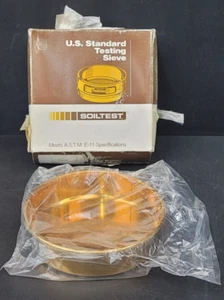 U.S. Standard
Testing
Sieve
SOILTEST
Meets A.S.T.M. E-11 Specifications